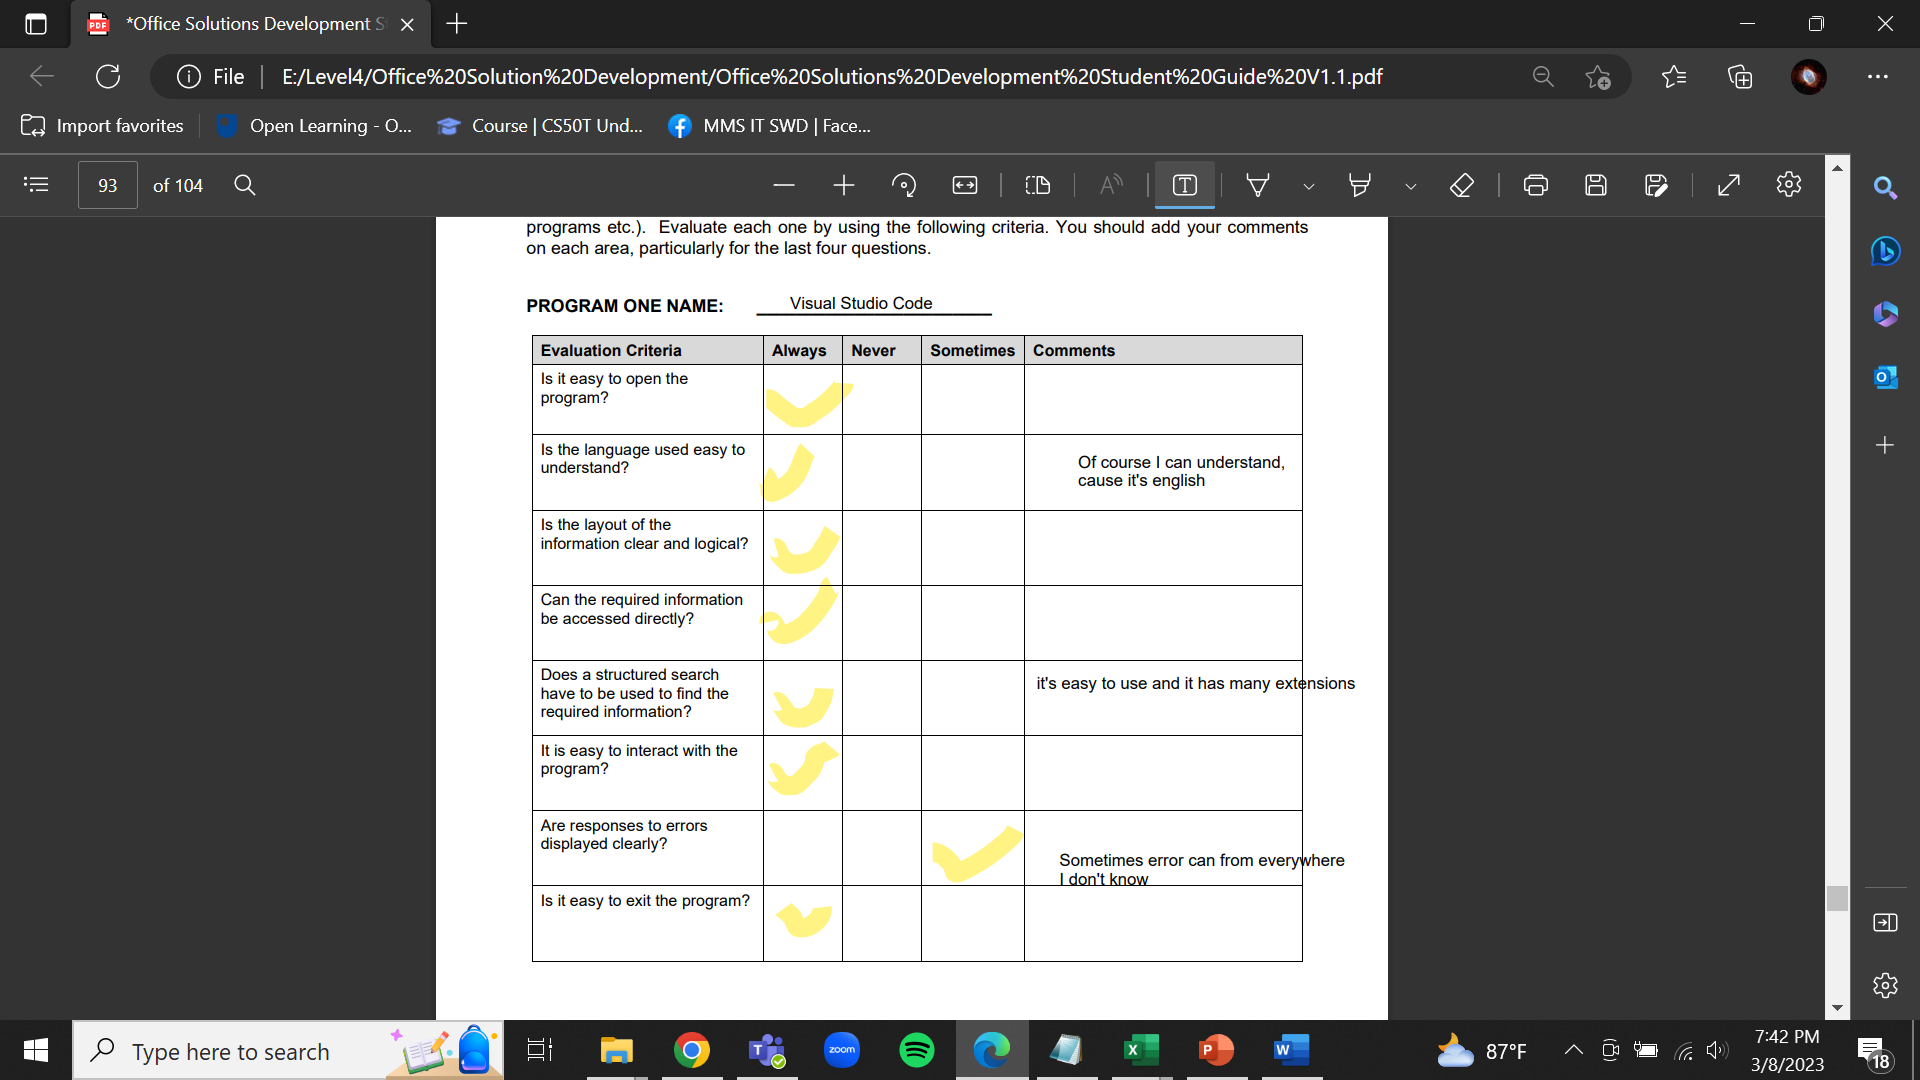 *Office Solutions Development S
File
E:/Level4/Office%20Solution%20Development/Office%20Solutions%20Development%20Student%20Guide%20V1.1.pdf
Import favorites
Open Learning - O...
Course | CS50T Und...
MMS IT SWD | Face...
93 of 104
programs etc.). Evaluate each one by using the following criteria. You should add your comments
on each area, particularly for the last four questions.
PROGRAM ONE NAME: Visual Studio Code
Evaluation Criteria Always Never Sometimes Comments
Is it easy to open the
program?
Is the language used easy to
understand?
Of course I can understand,
cause it's english
Is the layout of the
information clear and logical?
Can the required information
be accessed directly?
Does a structured search
have to be used to find the
required information?
it's easy to use and it has many extensions
It is easy to interact with the
program?
Are responses to errors
displayed clearly?
Sometimes error can from everywhere
I don't know
Is it easy to exit the program?
Type here to search
zoom
87°F
7:42 PM
3/8/2023
18